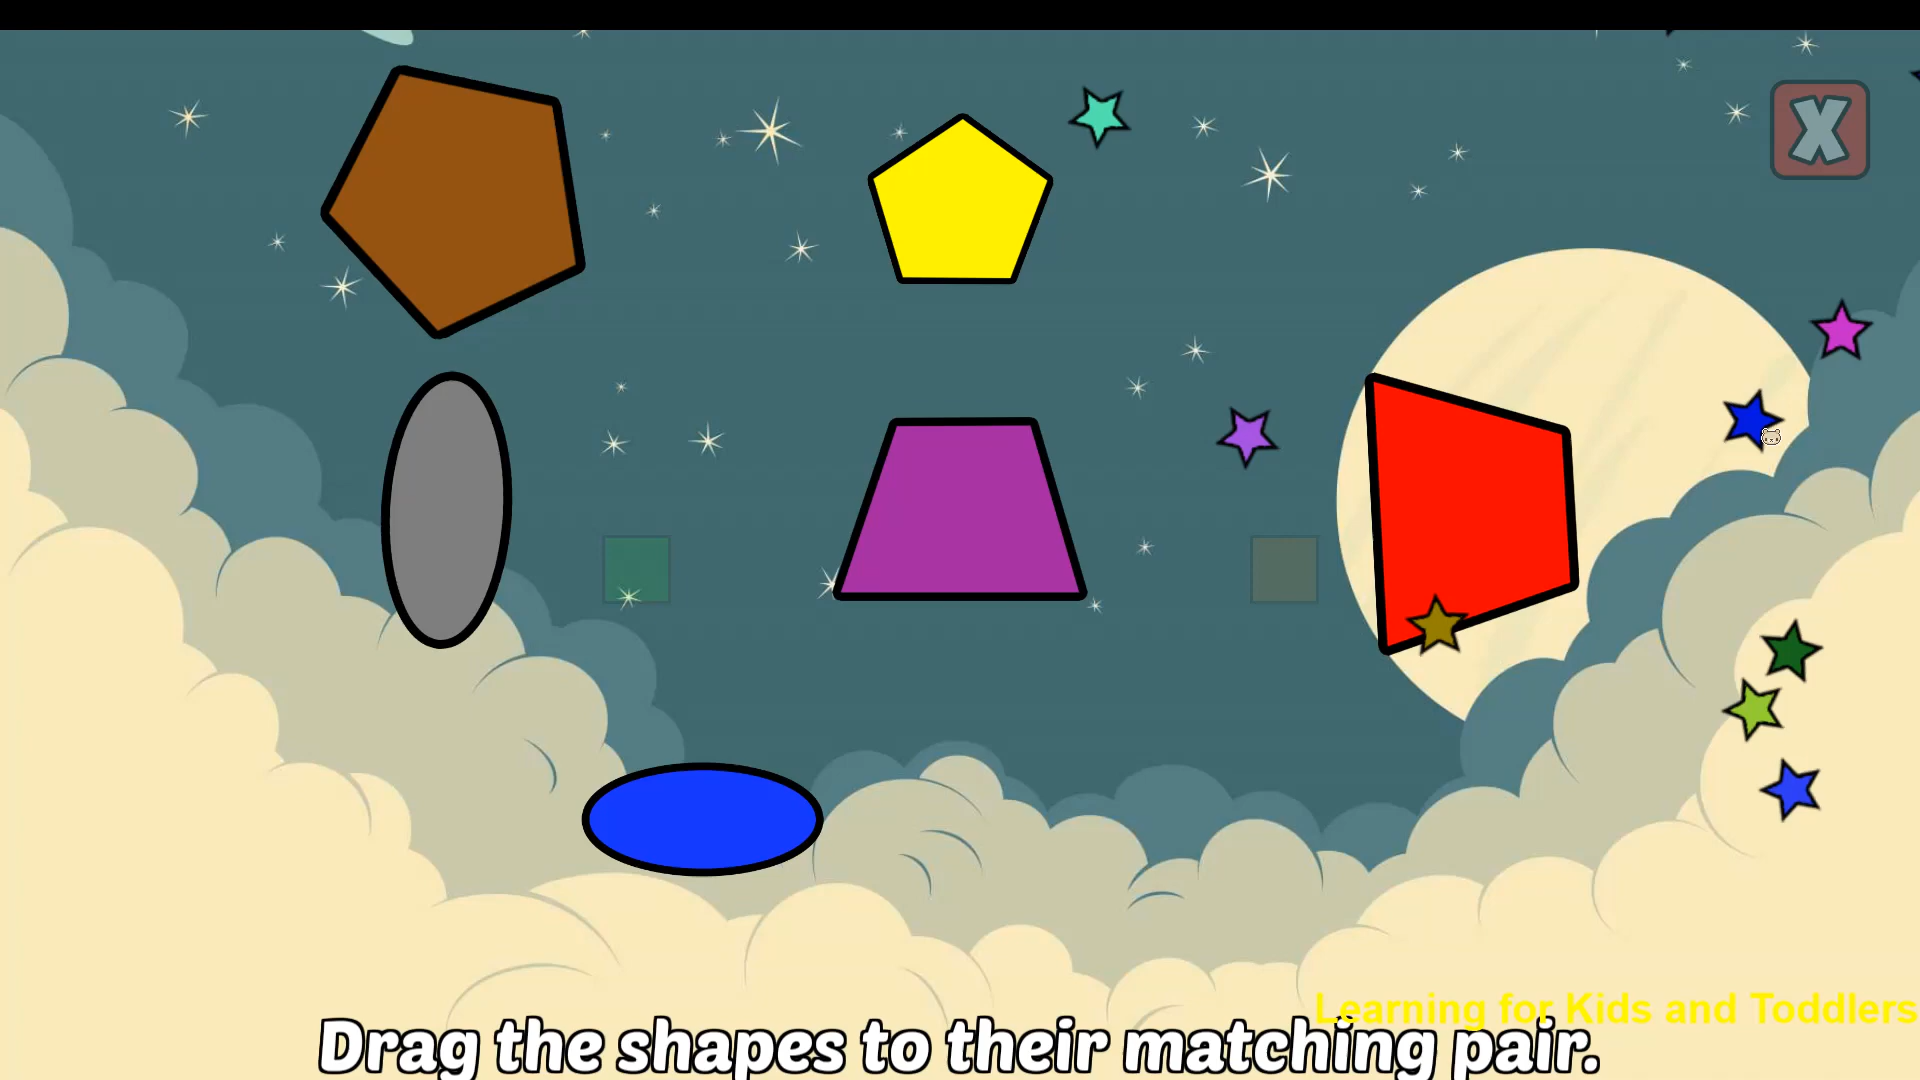 X
Learning for Kids and Toddlers
Drag the shapes to their matching pair.